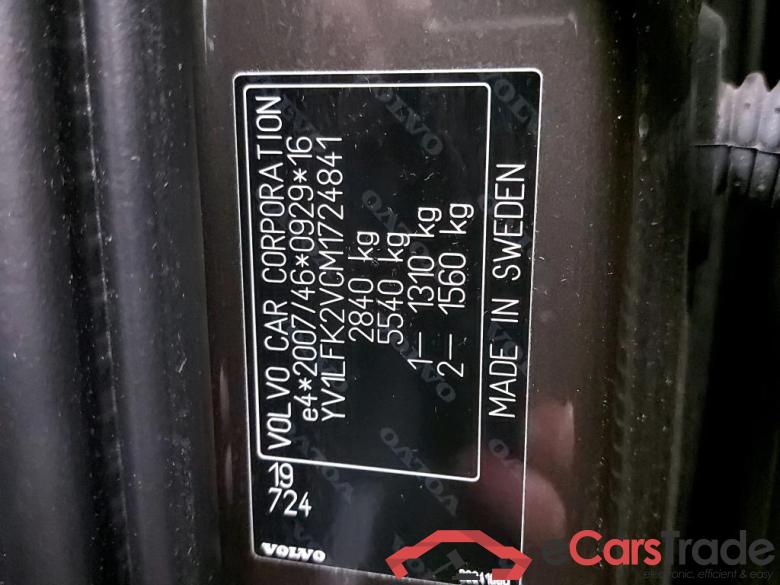 VOLVO CAR CORPORATION
e4*2007/46*0929*16
YV1LFK2VCM1724841
2840 kg
5540 kg
1– 1310 kg
2– 1560 kg
MADE IN SWEDEN
19
724
VOLVO
eCarsTrade
electronic, efficient & easy